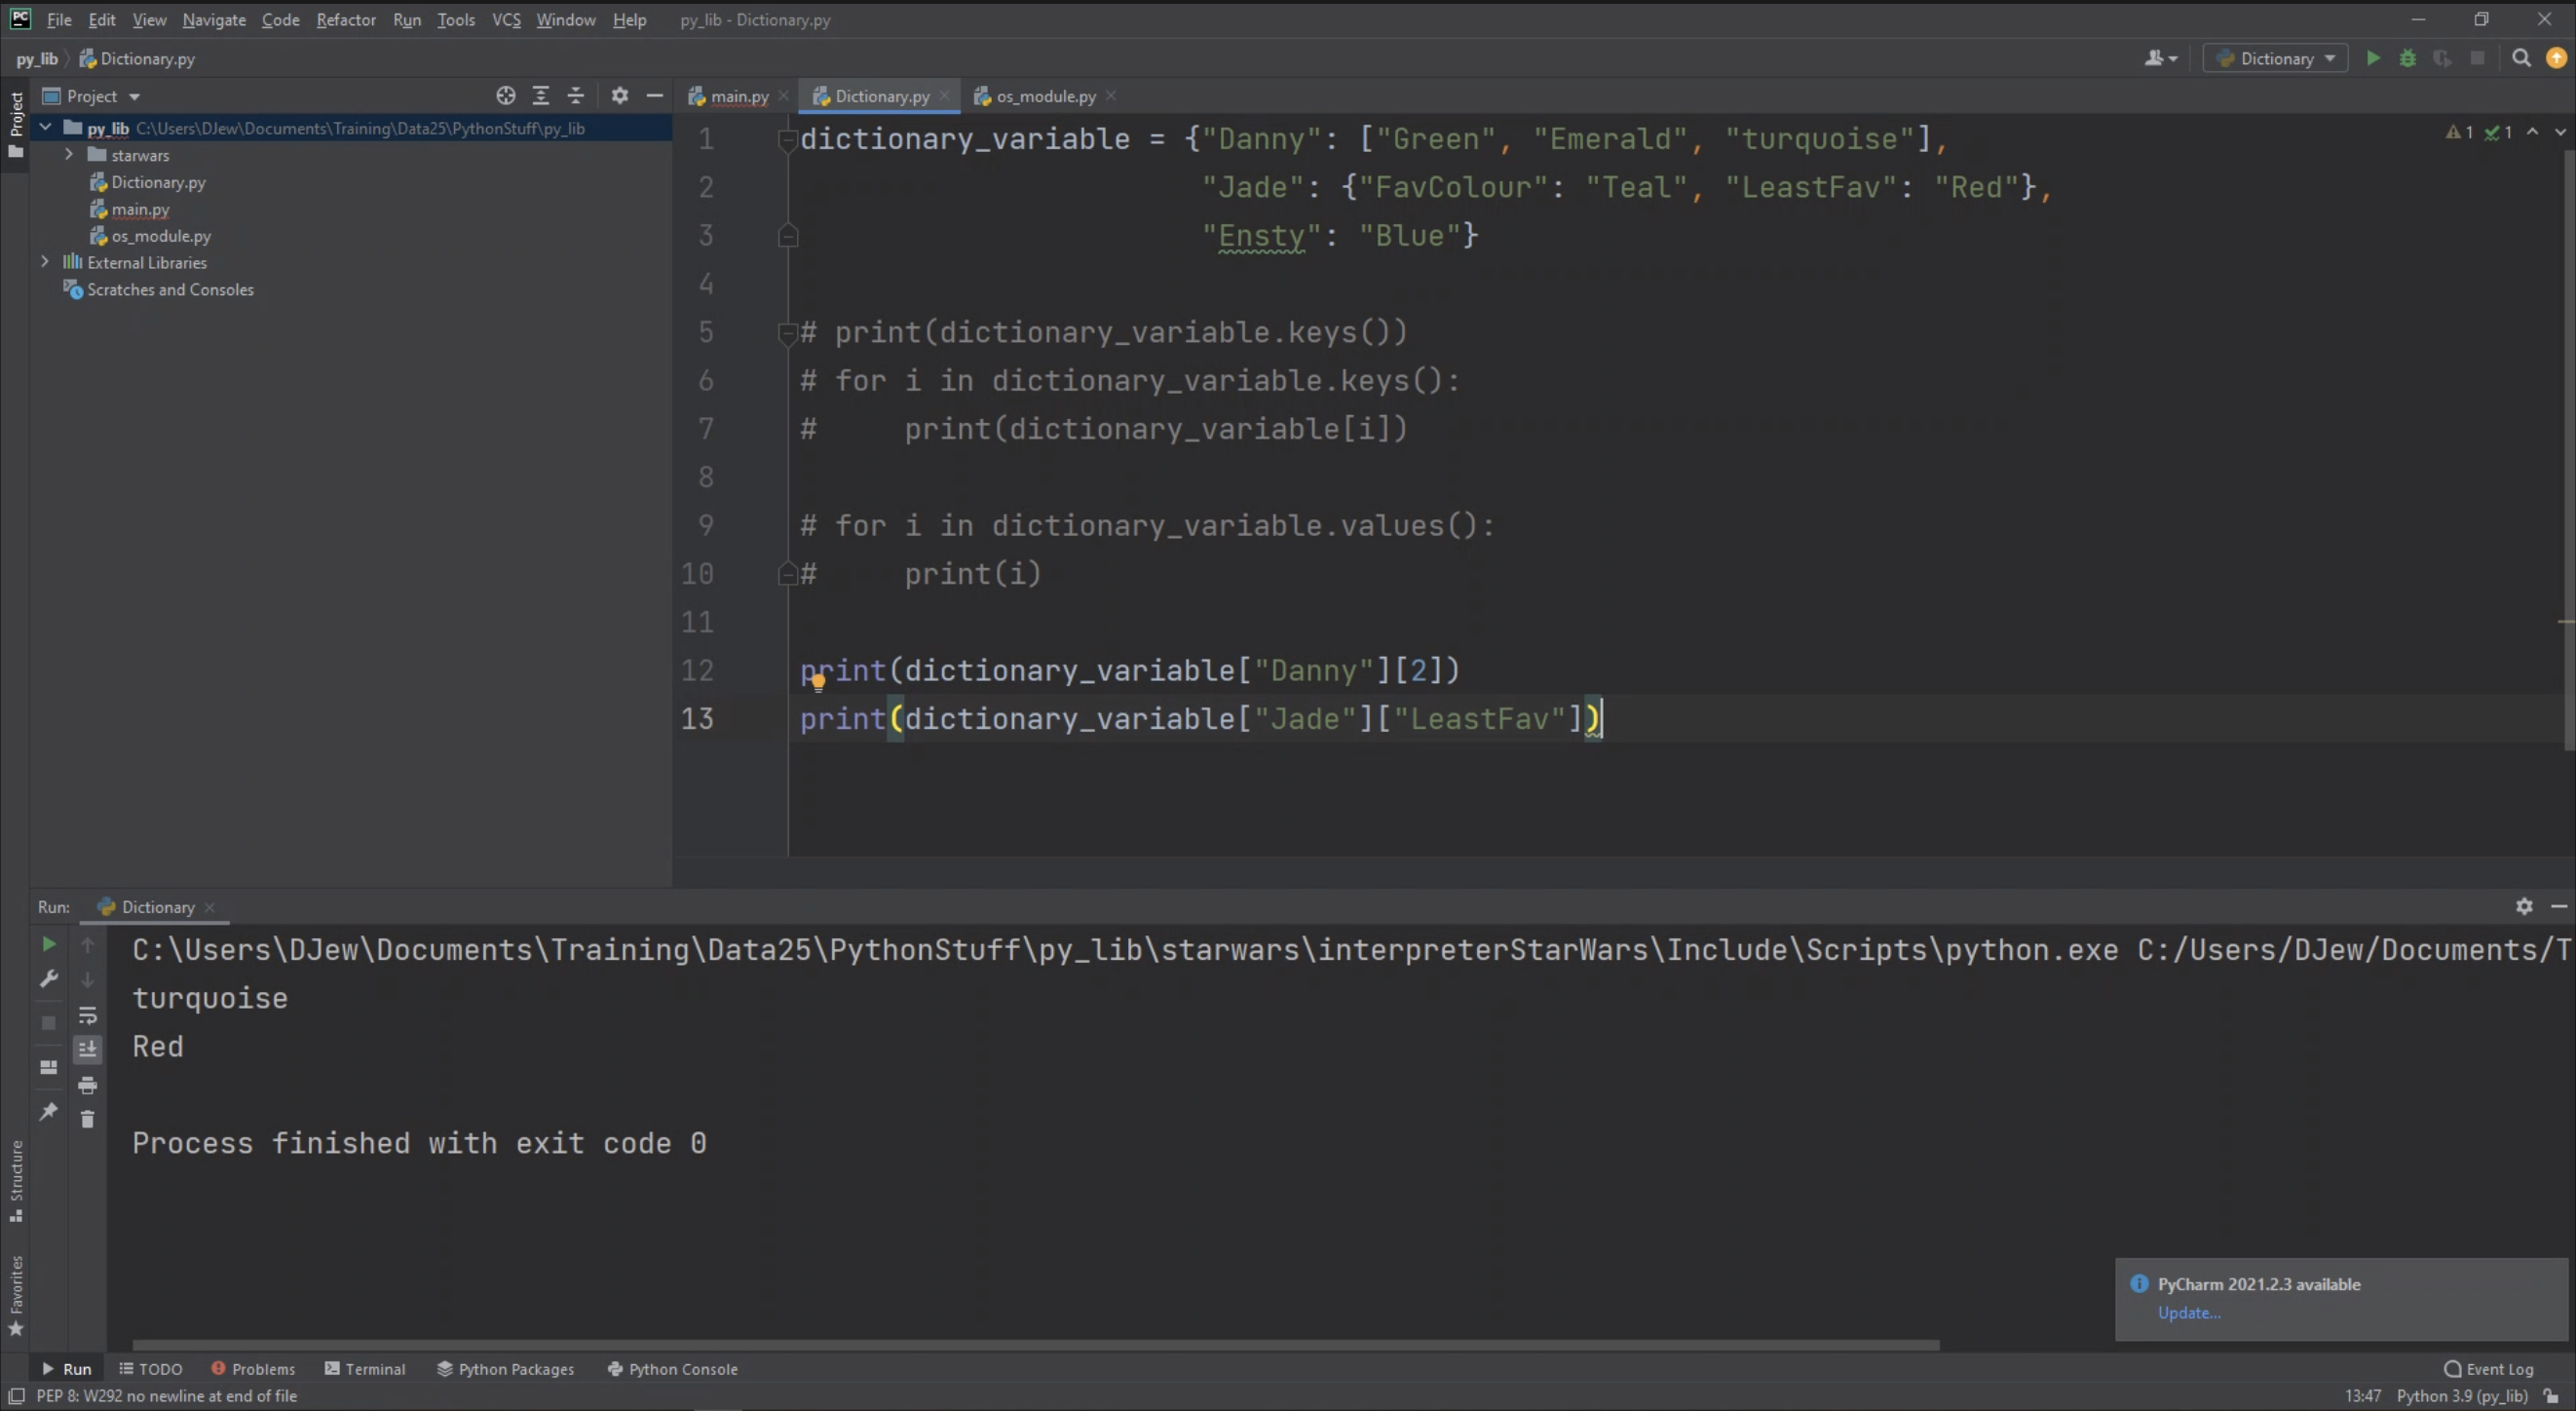 PC File Edit View Navigate Code Refactor Run Tools VCS Window Help py_lib - Dictionary.py
py_lib Dictionary.py
Dictionary
Project
Project
main.py Dictionary.py os_module.py
py_lib C:\Users\DJew\Documents\Training\Data25\PythonStuff\py_lib
starwars
Dictionary.py
main.py
os_module.py
External Libraries
Scratches and Consoles
1 dictionary_variable = {"Danny": ["Green", "Emerald", "turquoise"],
1 1
2 "Jade": {"FavColour": "Teal", "LeastFav": "Red"},
3 "Ensty": "Blue"}
4
5 # print(dictionary_variable.keys())
6 # for i in dictionary_variable.keys():
7 #     print(dictionary_variable[i])
8
9 # for i in dictionary_variable.values():
10 #     print(i)
11
12 print(dictionary_variable["Danny"][2])
13 print(dictionary_variable["Jade"]["LeastFav"])
Run: Dictionary
C:\Users\DJew\Documents\Training\Data25\PythonStuff\py_lib\starwars\interpreterStarWars\Include\Scripts\python.exe C:/Users/DJew/Documents/T
turquoise
Red
Process finished with exit code 0
Structure
Favorites
PyCharm 2021.2.3 available
Update...
Run TODO Problems Terminal Python Packages Python Console Event Log
PEP 8: W292 no newline at end of file 13:47 Python 3.9 (py_lib)